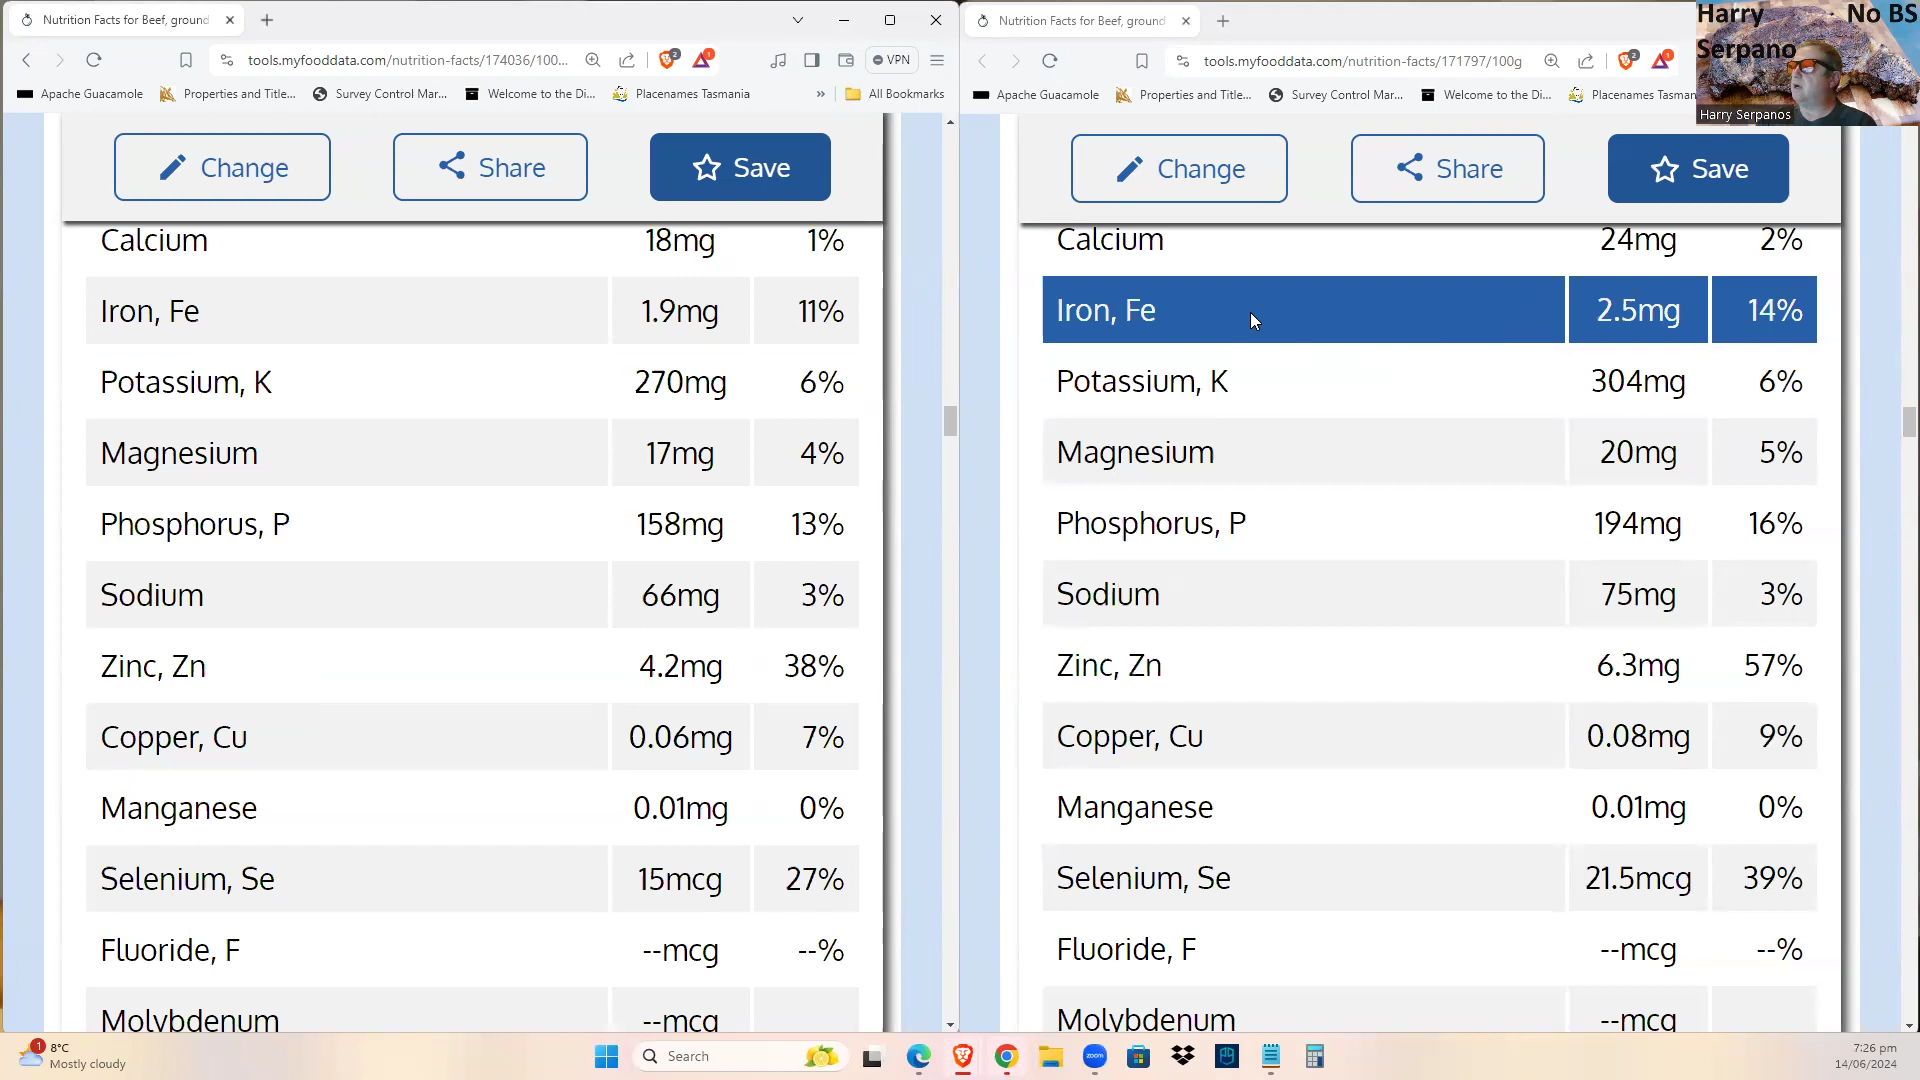 Nutrition Facts for Beef, ground
tools.myfooddata.com/nutrition-facts/174036/100...
2
1
VPN
Apache Guacamole
Properties and Title...
Survey Control Mar...
Welcome to the Di...
Placenames Tasmania
»
All Bookmarks
Change
Share
Save
Calcium 18mg 1%
Iron, Fe 1.9mg 11%
Potassium, K 270mg 6%
Magnesium 17mg 4%
Phosphorus, P 158mg 13%
Sodium 66mg 3%
Zinc, Zn 4.2mg 38%
Copper, Cu 0.06mg 7%
Manganese 0.01mg 0%
Selenium, Se 15mcg 27%
Fluoride, F --mcg --%
Molybdenum --mcg
Nutrition Facts for Beef, ground
tools.myfooddata.com/nutrition-facts/171797/100g
2
1
Apache Guacamole
Properties and Title...
Survey Control Mar...
Welcome to the Di...
Placenames Tasman
Harry No BS
Serpano
Harry Serpanos
Change
Share
Save
Calcium 24mg 2%
Iron, Fe 2.5mg 14%
Potassium, K 304mg 6%
Magnesium 20mg 5%
Phosphorus, P 194mg 16%
Sodium 75mg 3%
Zinc, Zn 6.3mg 57%
Copper, Cu 0.08mg 9%
Manganese 0.01mg 0%
Selenium, Se 21.5mcg 39%
Fluoride, F --mcg --%
Molybdenum --mcg
1
8°C
Mostly cloudy
Search
zoom
7:26 pm
14/06/2024